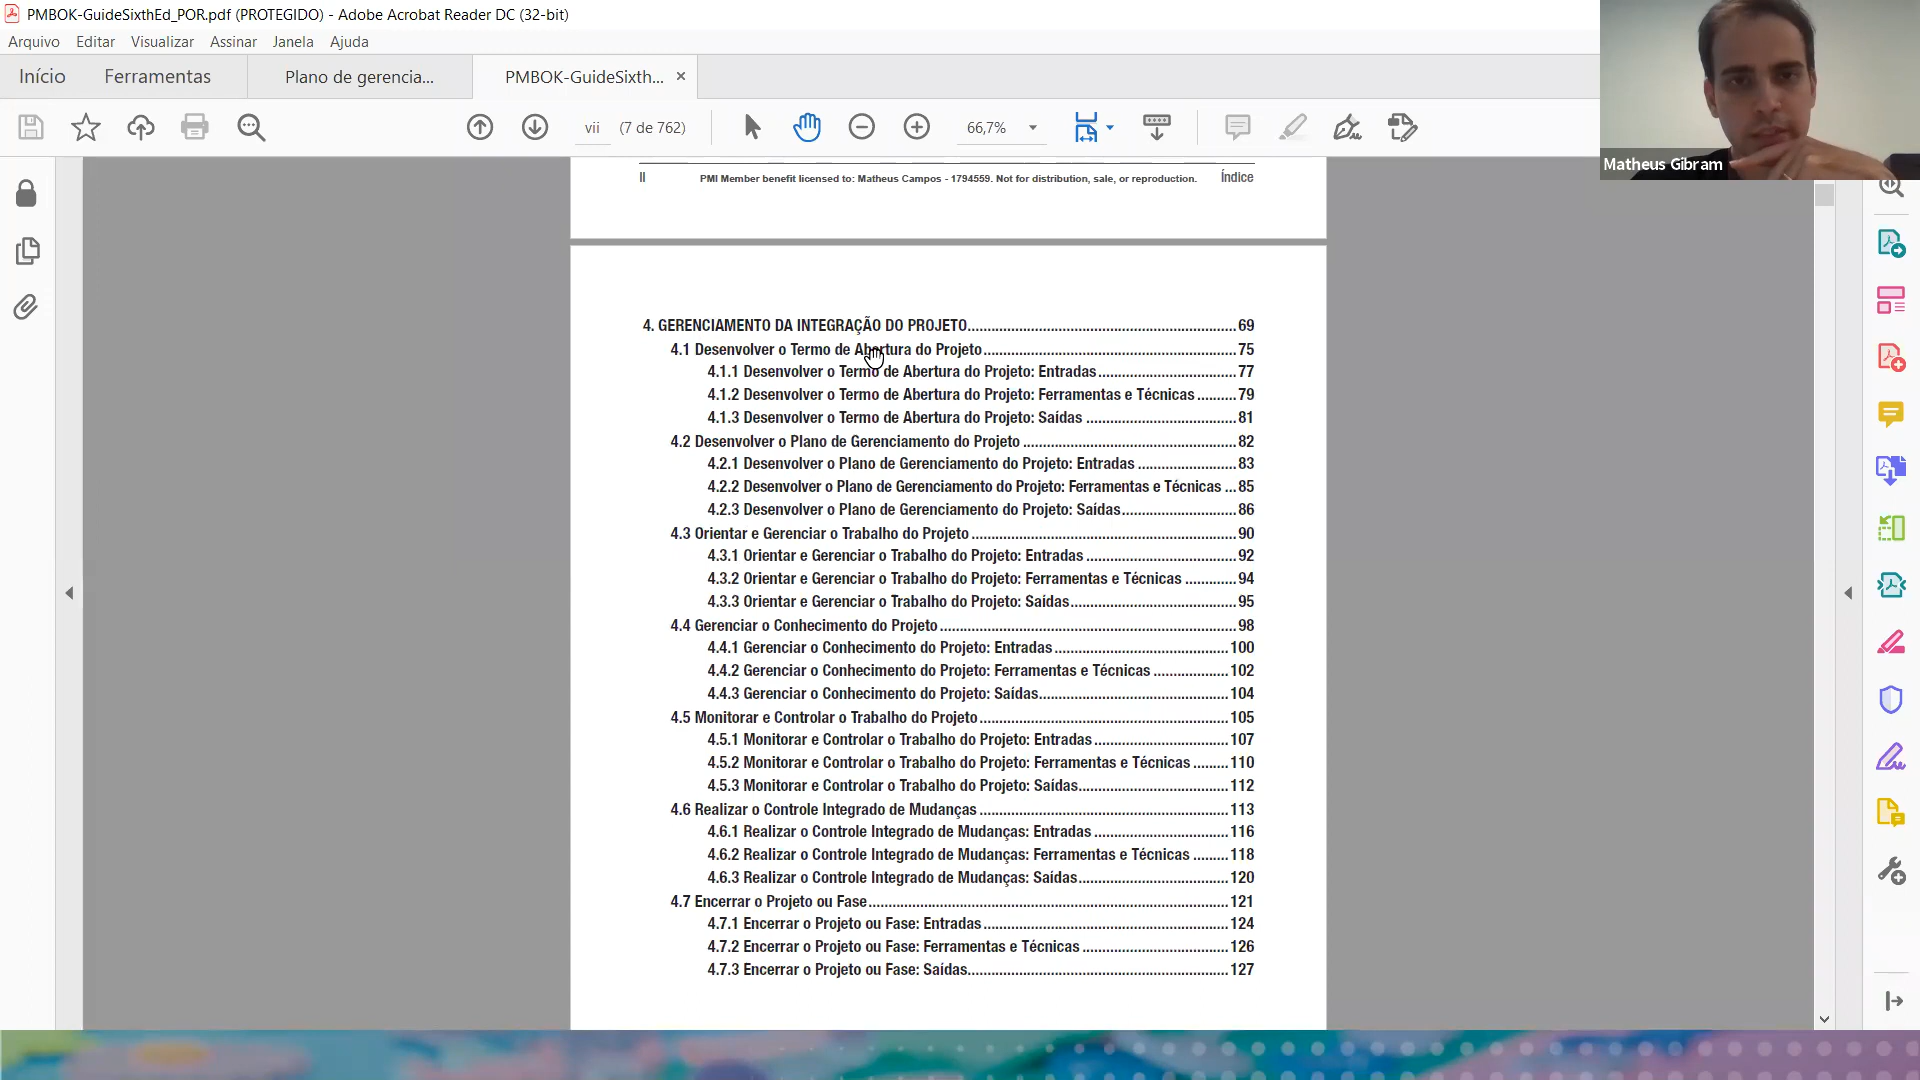 PMBOK-GuideSixthEd_POR.pdf (PROTEGIDO) - Adobe Acrobat Reader DC (32-bit)
Arquivo Editar Visualizar Assinar Janela Ajuda
Início Ferramentas Plano de gerencia... PMBOK-GuideSixth... ×
vii (7 de 762) 66,7%
Matheus Gibram
II PMI Member benefit licensed to: Matheus Campos - 1794559. Not for distribution, sale, or reproduction. Índice
4. GERENCIAMENTO DA INTEGRAÇÃO DO PROJETO 69
4.1 Desenvolver o Termo de Abertura do Projeto 75
4.1.1 Desenvolver o Termo de Abertura do Projeto: Entradas 77
4.1.2 Desenvolver o Termo de Abertura do Projeto: Ferramentas e Técnicas 79
4.1.3 Desenvolver o Termo de Abertura do Projeto: Saídas 81
4.2 Desenvolver o Plano de Gerenciamento do Projeto 82
4.2.1 Desenvolver o Plano de Gerenciamento do Projeto: Entradas 83
4.2.2 Desenvolver o Plano de Gerenciamento do Projeto: Ferramentas e Técnicas 85
4.2.3 Desenvolver o Plano de Gerenciamento do Projeto: Saídas 86
4.3 Orientar e Gerenciar o Trabalho do Projeto 90
4.3.1 Orientar e Gerenciar o Trabalho do Projeto: Entradas 92
4.3.2 Orientar e Gerenciar o Trabalho do Projeto: Ferramentas e Técnicas 94
4.3.3 Orientar e Gerenciar o Trabalho do Projeto: Saídas 95
4.4 Gerenciar o Conhecimento do Projeto 98
4.4.1 Gerenciar o Conhecimento do Projeto: Entradas 100
4.4.2 Gerenciar o Conhecimento do Projeto: Ferramentas e Técnicas 102
4.4.3 Gerenciar o Conhecimento do Projeto: Saídas 104
4.5 Monitorar e Controlar o Trabalho do Projeto 105
4.5.1 Monitorar e Controlar o Trabalho do Projeto: Entradas 107
4.5.2 Monitorar e Controlar o Trabalho do Projeto: Ferramentas e Técnicas 110
4.5.3 Monitorar e Controlar o Trabalho do Projeto: Saídas 112
4.6 Realizar o Controle Integrado de Mudanças 113
4.6.1 Realizar o Controle Integrado de Mudanças: Entradas 116
4.6.2 Realizar o Controle Integrado de Mudanças: Ferramentas e Técnicas 118
4.6.3 Realizar o Controle Integrado de Mudanças: Saídas 120
4.7 Encerrar o Projeto ou Fase 121
4.7.1 Encerrar o Projeto ou Fase: Entradas 124
4.7.2 Encerrar o Projeto ou Fase: Ferramentas e Técnicas 126
4.7.3 Encerrar o Projeto ou Fase: Saídas 127